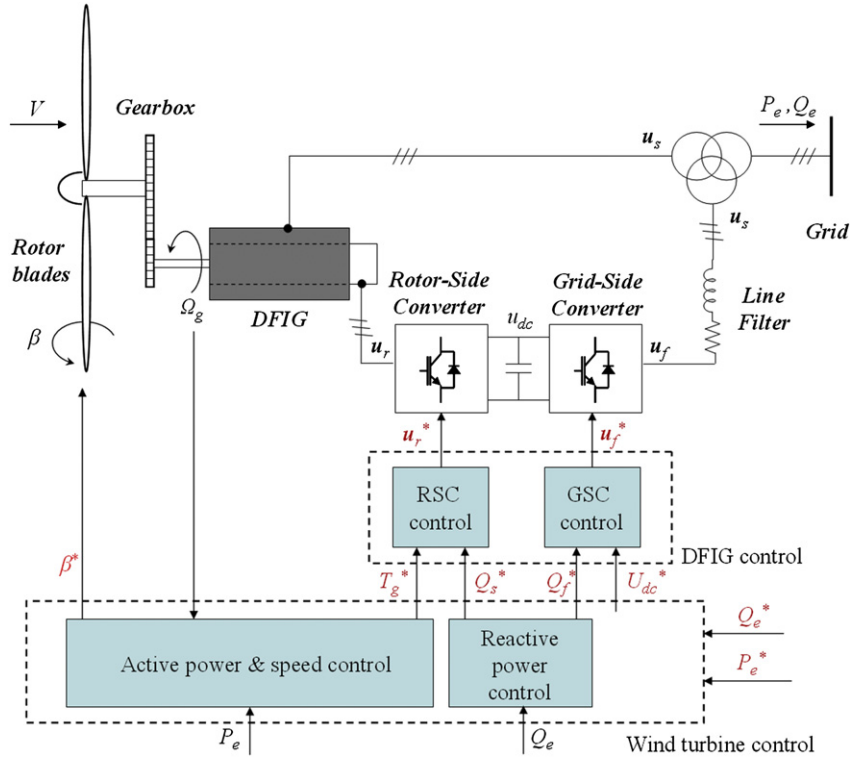 V
Gearbox
P_e, Q_e
u_s
u_s
Grid
Rotor
blades
Ω_g
DFIG
Rotor-Side
Converter
Grid-Side
Converter
Line
Filter
β
u_r
u_dc
u_f
u_r*
u_f*
RSC
control
GSC
control
DFIG control
β*
T_g*
Q_s*
Q_f*
U_dc*
Q_e*
P_e*
Active power & speed control
Reactive
power
control
P_e
Q_e
Wind turbine control